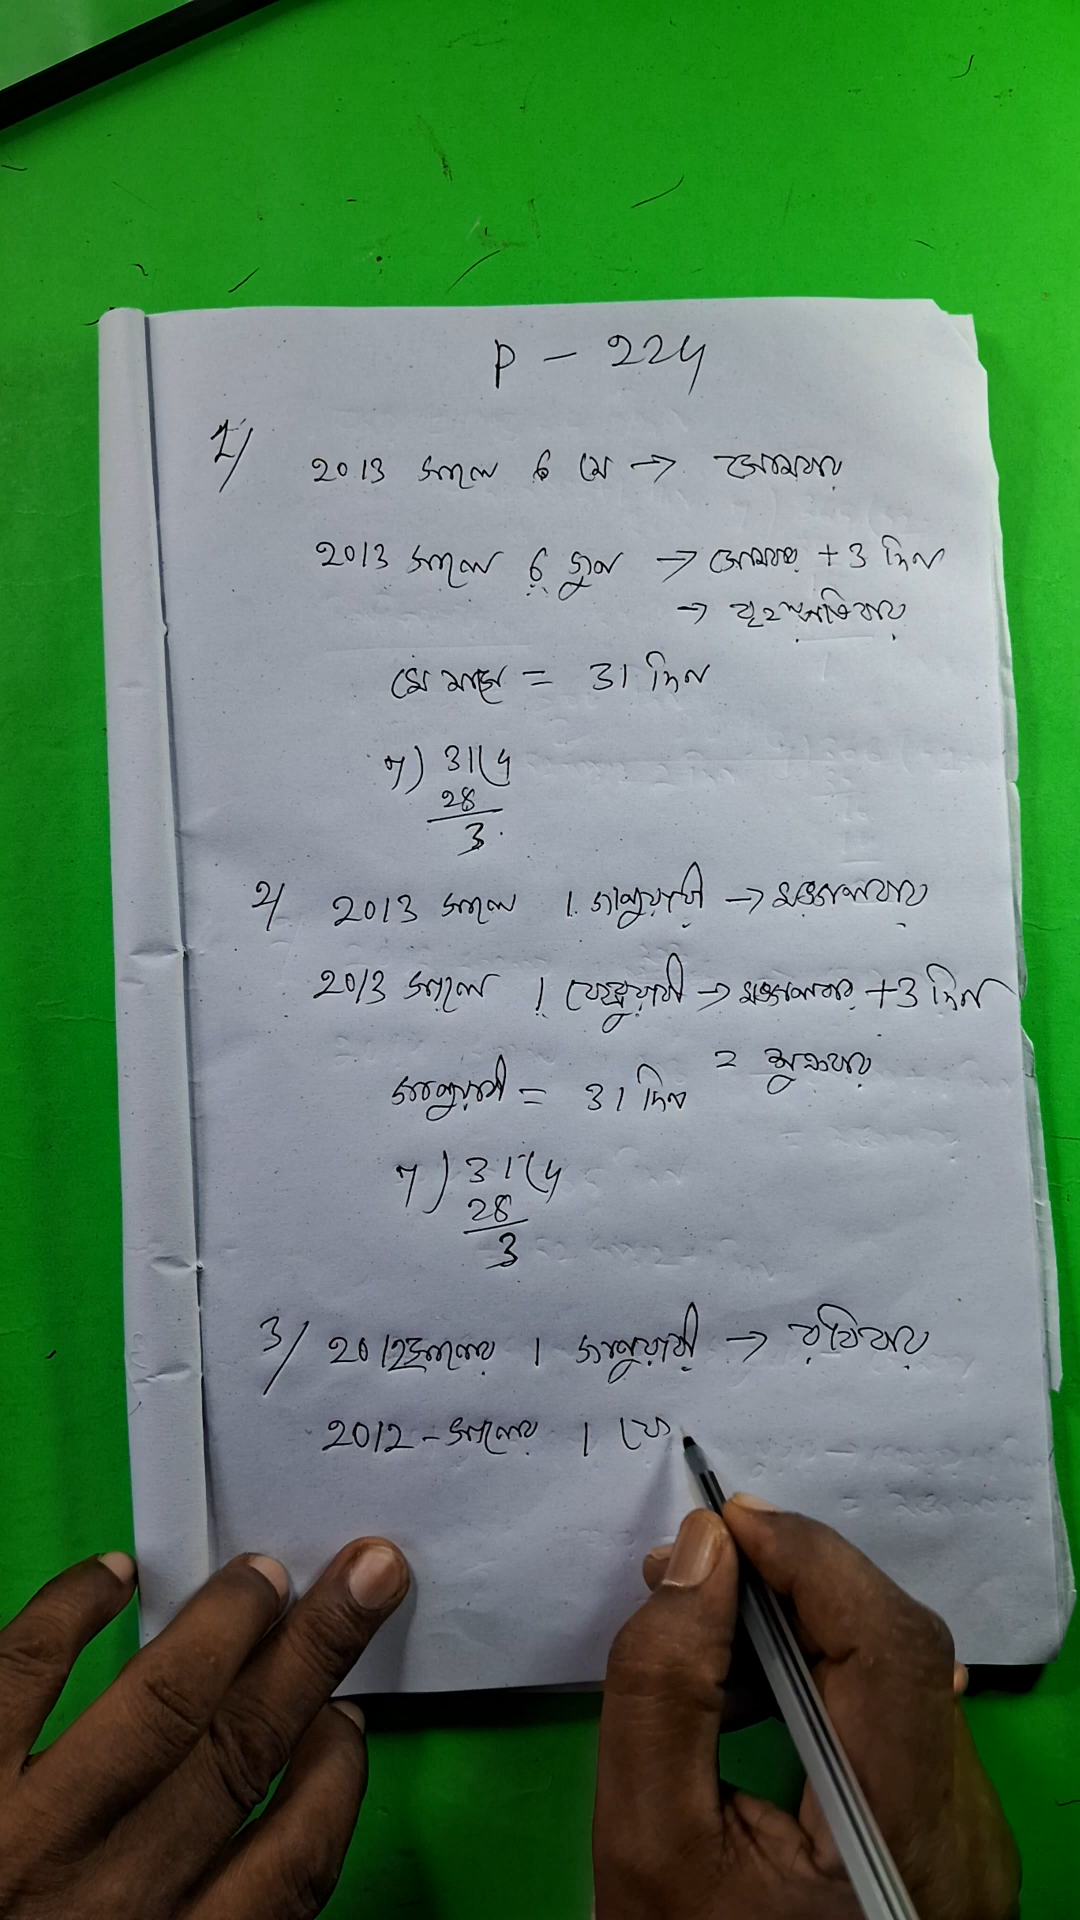 P - 224
1/ 2013 সালে 6 মে → সোমবার
2013 সালে 6 জুন → সোমবার + 3 দিন
→ বৃহস্পতিবার
মে মাসে = 31 দিন
7) 31(4
28
3
2/ 2013 সালে 1 জানুয়ারী → মঙ্গলবার
2013 সালে 1 ফেব্রুয়ারী → মঙ্গলবার + 3 দিন
= শুক্রবার
জানুয়ারী = 31 দিন
7) 31(4
28
3
3/ 2012 সালের 1 জানুয়ারী → রবিবার
2012 - সালের 1 ফে